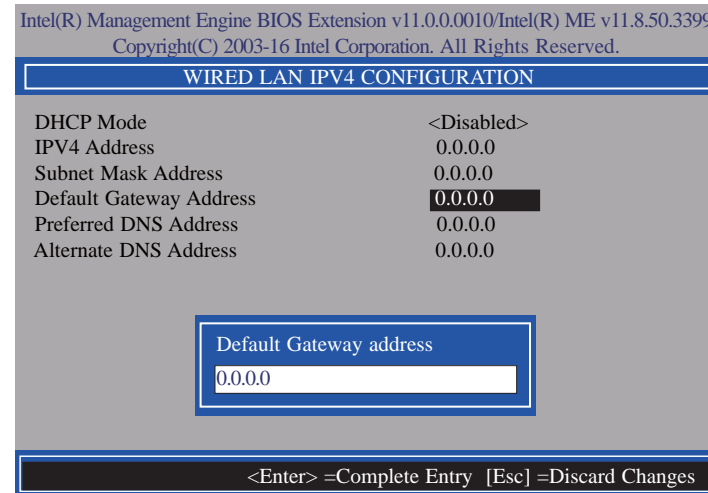 Intel(R) Management Engine BIOS Extension v11.0.0.0010/Intel(R) ME v11.8.50.3399
Copyright(C) 2003-16 Intel Corporation. All Rights Reserved.
WIRED LAN IPV4 CONFIGURATION
DHCP Mode <Disabled>
IPV4 Address 0.0.0.0
Subnet Mask Address 0.0.0.0
Default Gateway Address 0.0.0.0
Preferred DNS Address 0.0.0.0
Alternate DNS Address 0.0.0.0
Default Gateway address
0.0.0.0
<Enter> =Complete Entry [Esc] =Discard Changes